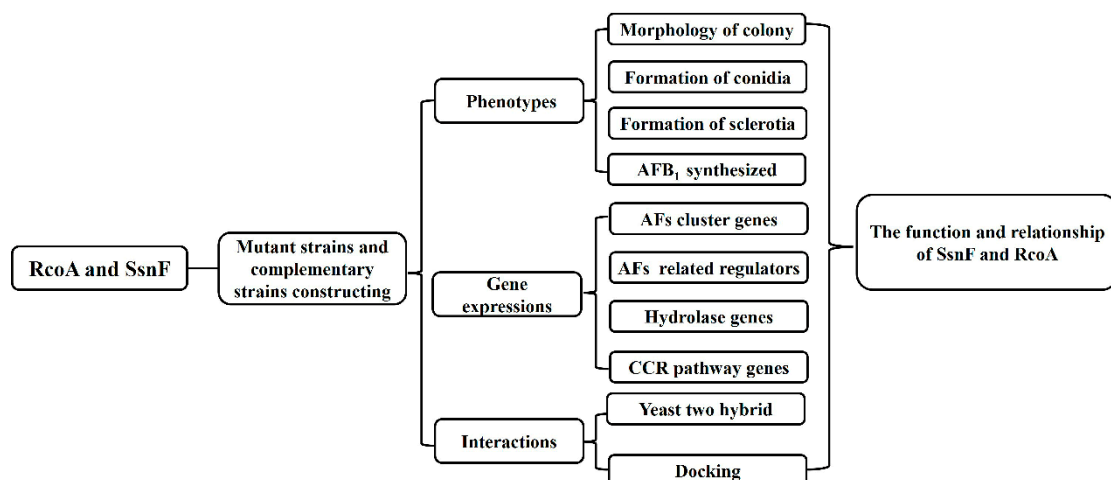 RcoA and SsnF
Mutant strains and
complementary
strains constructing
Phenotypes
Gene
expressions
Interactions
Morphology of colony
Formation of conidia
Formation of sclerotia
AFB₁ synthesized
AFs cluster genes
AFs related regulators
Hydrolase genes
CCR pathway genes
Yeast two hybrid
Docking
The function and relationship
of SsnF and RcoA